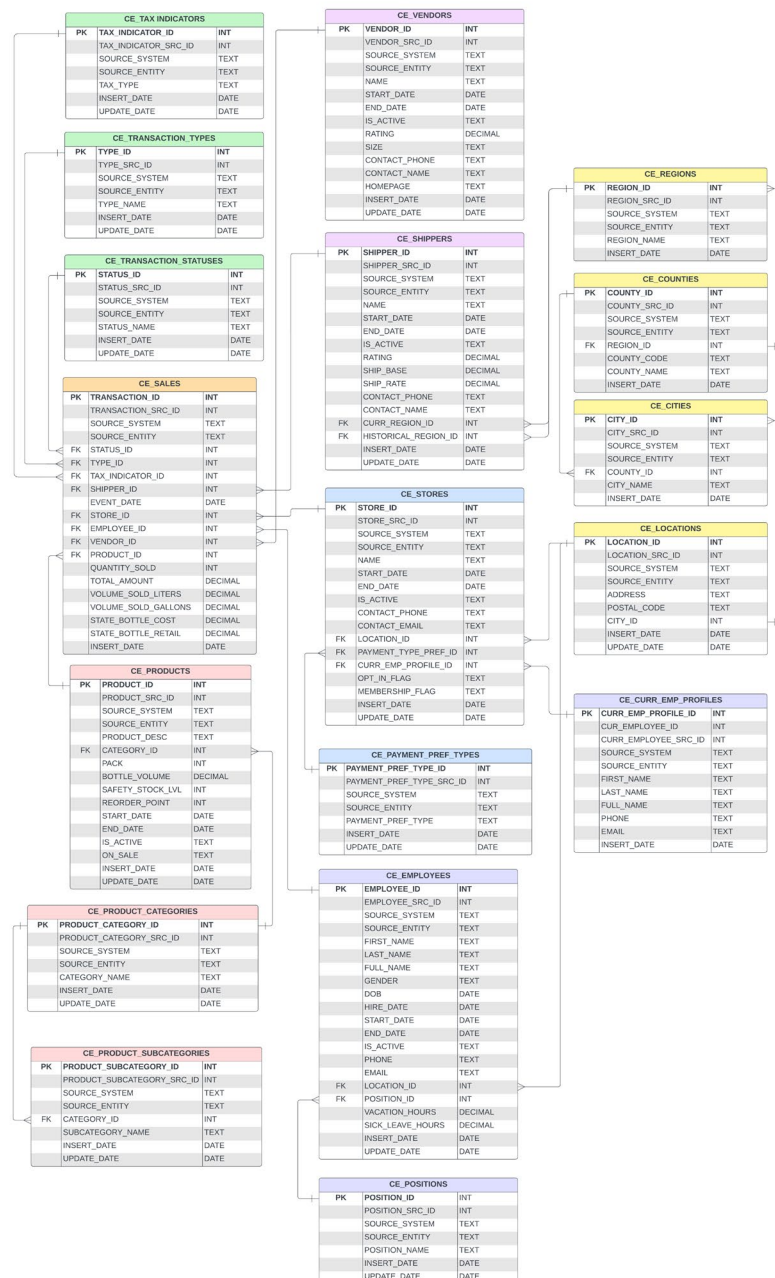 CE_TAX INDICATORS
PK TAX_INDICATOR_ID INT
TAX_INDICATOR_SRC_ID INT
SOURCE_SYSTEM TEXT
SOURCE_ENTITY TEXT
TAX_TYPE TEXT
INSERT_DATE DATE
UPDATE_DATE DATE
CE_TRANSACTION_TYPES
PK TYPE_ID INT
TYPE_SRC_ID INT
SOURCE_SYSTEM TEXT
SOURCE_ENTITY TEXT
TYPE_NAME TEXT
INSERT_DATE DATE
UPDATE_DATE DATE
CE_TRANSACTION_STATUSES
PK STATUS_ID INT
STATUS_SRC_ID INT
SOURCE_SYSTEM TEXT
SOURCE_ENTITY TEXT
STATUS_NAME TEXT
INSERT_DATE DATE
UPDATE_DATE DATE
CE_SALES
PK TRANSACTION_ID INT
TRANSACTION_SRC_ID INT
SOURCE_SYSTEM TEXT
SOURCE_ENTITY TEXT
FK STATUS_ID INT
FK TYPE_ID INT
FK TAX_INDICATOR_ID INT
FK SHIPPER_ID INT
EVENT_DATE DATE
FK STORE_ID INT
FK EMPLOYEE_ID INT
FK VENDOR_ID INT
FK PRODUCT_ID INT
QUANTITY_SOLD INT
TOTAL_AMOUNT DECIMAL
VOLUME_SOLD_LITERS DECIMAL
VOLUME_SOLD_GALLONS DECIMAL
STATE_BOTTLE_COST DECIMAL
STATE_BOTTLE_RETAIL DECIMAL
INSERT_DATE DATE
CE_PRODUCTS
PK PRODUCT_ID INT
PRODUCT_SRC_ID INT
SOURCE_SYSTEM TEXT
SOURCE_ENTITY TEXT
PRODUCT_DESC TEXT
FK CATEGORY_ID INT
PACK INT
BOTTLE_VOLUME DECIMAL
SAFETY_STOCK_LVL INT
REORDER_POINT INT
START_DATE DATE
END_DATE DATE
IS_ACTIVE TEXT
ON_SALE TEXT
INSERT_DATE DATE
UPDATE_DATE DATE
CE_PRODUCT_CATEGORIES
PK PRODUCT_CATEGORY_ID INT
PRODUCT_CATEGORY_SRC_ID INT
SOURCE_SYSTEM TEXT
SOURCE_ENTITY TEXT
CATEGORY_NAME TEXT
INSERT_DATE DATE
UPDATE_DATE DATE
CE_PRODUCT_SUBCATEGORIES
PK PRODUCT_SUBCATEGORY_ID INT
PRODUCT_SUBCATEGORY_SRC_ID INT
SOURCE_SYSTEM TEXT
SOURCE_ENTITY TEXT
FK CATEGORY_ID INT
SUBCATEGORY_NAME TEXT
INSERT_DATE DATE
UPDATE_DATE DATE
CE_VENDORS
PK VENDOR_ID INT
VENDOR_SRC_ID INT
SOURCE_SYSTEM TEXT
SOURCE_ENTITY TEXT
NAME TEXT
START_DATE DATE
END_DATE DATE
IS_ACTIVE TEXT
RATING DECIMAL
SIZE TEXT
CONTACT_PHONE TEXT
CONTACT_NAME TEXT
HOMEPAGE TEXT
INSERT_DATE DATE
UPDATE_DATE DATE
CE_SHIPPERS
PK SHIPPER_ID INT
SHIPPER_SRC_ID INT
SOURCE_SYSTEM TEXT
SOURCE_ENTITY TEXT
NAME TEXT
START_DATE DATE
END_DATE DATE
IS_ACTIVE TEXT
RATING DECIMAL
SHIP_BASE DECIMAL
SHIP_RATE DECIMAL
CONTACT_PHONE TEXT
CONTACT_NAME TEXT
FK CURR_REGION_ID INT
FK HISTORICAL_REGION_ID INT
INSERT_DATE DATE
UPDATE_DATE DATE
CE_STORES
PK STORE_ID INT
STORE_SRC_ID INT
SOURCE_SYSTEM TEXT
SOURCE_ENTITY TEXT
NAME TEXT
START_DATE DATE
END_DATE DATE
IS_ACTIVE TEXT
CONTACT_PHONE TEXT
CONTACT_EMAIL TEXT
FK LOCATION_ID INT
FK PAYMENT_TYPE_PREF_ID INT
FK CURR_EMP_PROFILE_ID INT
OPT_IN_FLAG TEXT
MEMBERSHIP_FLAG TEXT
INSERT_DATE DATE
UPDATE_DATE DATE
CE_PAYMENT_PREF_TYPES
PK PAYMENT_PREF_TYPE_ID INT
PAYMENT_PREF_TYPE_SRC_ID INT
SOURCE_SYSTEM TEXT
SOURCE_ENTITY TEXT
PAYMENT_PREF_TYPE TEXT
INSERT_DATE DATE
UPDATE_DATE DATE
CE_EMPLOYEES
PK EMPLOYEE_ID INT
EMPLOYEE_SRC_ID INT
SOURCE_SYSTEM TEXT
SOURCE_ENTITY TEXT
FIRST_NAME TEXT
LAST_NAME TEXT
FULL_NAME TEXT
GENDER TEXT
DOB DATE
HIRE_DATE DATE
START_DATE DATE
END_DATE DATE
IS_ACTIVE TEXT
PHONE TEXT
EMAIL TEXT
FK LOCATION_ID INT
FK POSITION_ID INT
VACATION_HOURS DECIMAL
SICK_LEAVE_HOURS DECIMAL
INSERT_DATE DATE
UPDATE_DATE DATE
CE_POSITIONS
PK POSITION_ID INT
POSITION_SRC_ID INT
SOURCE_SYSTEM TEXT
SOURCE_ENTITY TEXT
POSITION_NAME TEXT
INSERT_DATE DATE
UPDATE_DATE DATE
CE_REGIONS
PK REGION_ID INT
REGION_SRC_ID INT
SOURCE_SYSTEM TEXT
SOURCE_ENTITY TEXT
REGION_NAME TEXT
INSERT_DATE DATE
CE_COUNTIES
PK COUNTY_ID INT
COUNTY_SRC_ID INT
SOURCE_SYSTEM TEXT
SOURCE_ENTITY TEXT
FK REGION_ID INT
COUNTY_CODE TEXT
COUNTY_NAME TEXT
INSERT_DATE DATE
CE_CITIES
PK CITY_ID INT
CITY_SRC_ID INT
SOURCE_SYSTEM TEXT
SOURCE_ENTITY TEXT
FK COUNTY_ID INT
CITY_NAME TEXT
INSERT_DATE DATE
CE_LOCATIONS
PK LOCATION_ID INT
LOCATION_SRC_ID INT
SOURCE_SYSTEM TEXT
SOURCE_ENTITY TEXT
ADDRESS TEXT
POSTAL_CODE TEXT
CITY_ID INT
INSERT_DATE DATE
UPDATE_DATE DATE
CE_CURR_EMP_PROFILES
PK CURR_EMP_PROFILE_ID INT
CUR_EMPLOYEE_ID INT
CURR_EMPLOYEE_SRC_ID INT
SOURCE_SYSTEM TEXT
SOURCE_ENTITY TEXT
FIRST_NAME TEXT
LAST_NAME TEXT
FULL_NAME TEXT
PHONE TEXT
EMAIL TEXT
INSERT_DATE DATE